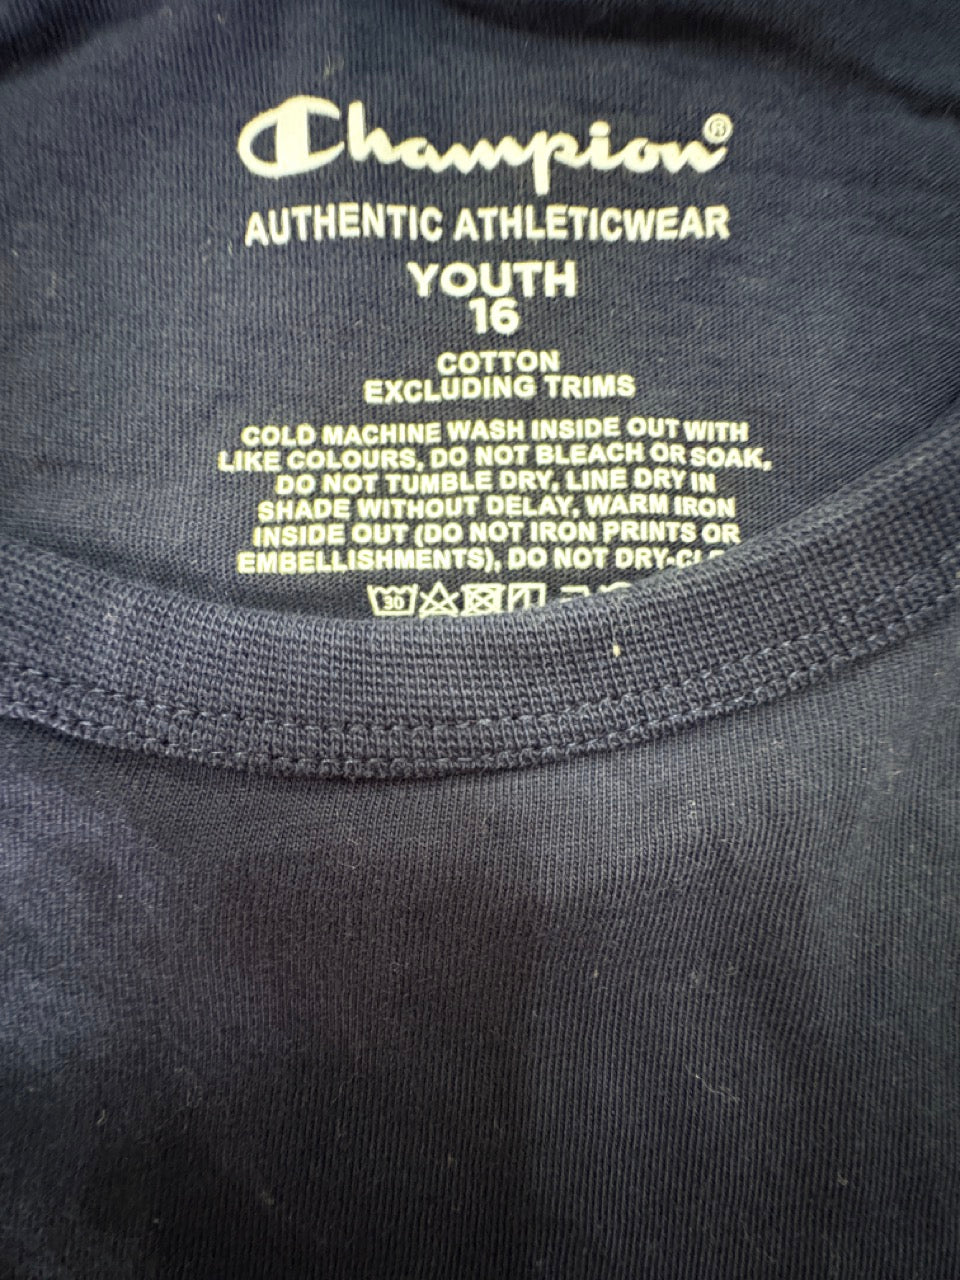 Champion®
AUTHENTIC ATHLETICWEAR
YOUTH
16
COTTON
EXCLUDING TRIMS
COLD MACHINE WASH INSIDE OUT WITH
LIKE COLOURS, DO NOT BLEACH OR SOAK,
DO NOT TUMBLE DRY, LINE DRY IN
SHADE WITHOUT DELAY, WARM IRON
INSIDE OUT (DO NOT IRON PRINTS OR
EMBELLISHMENTS), DO NOT
30